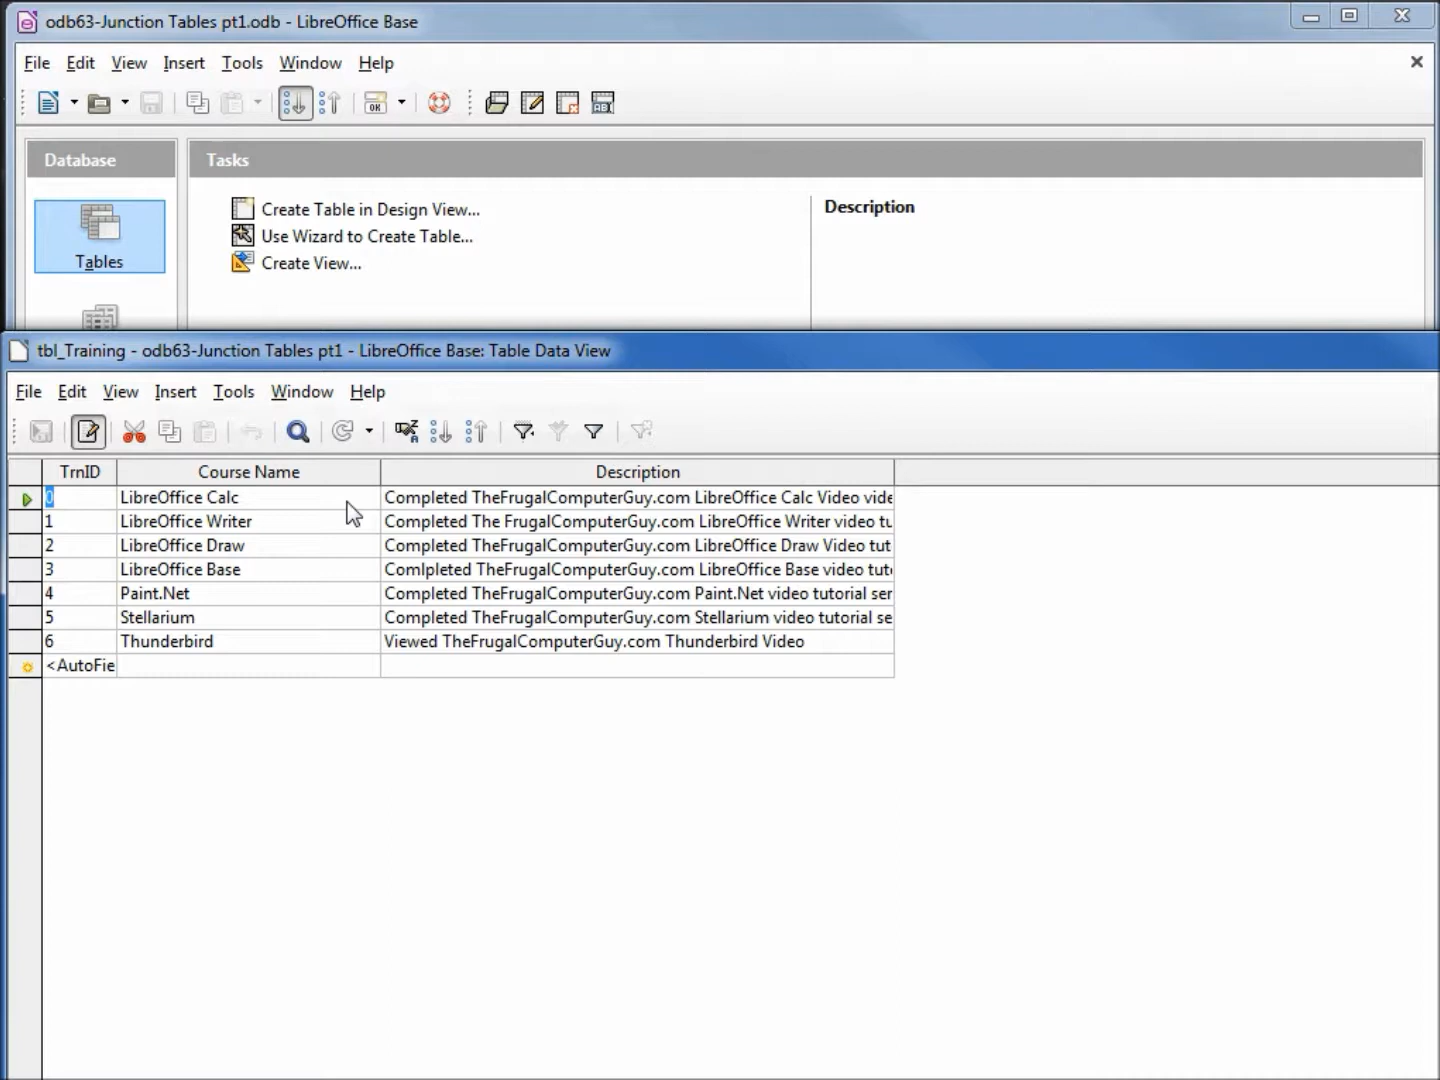 odb63-Junction Tables pt1.odb - LibreOffice Base
File Edit View Insert Tools Window Help
OK
ABI
Database
Tasks
Tables
Create Table in Design View...
Use Wizard to Create Table...
Create View...
Description
tbl_Training - odb63-Junction Tables pt1 - LibreOffice Base: Table Data View
File Edit View Insert Tools Window Help
TrnID Course Name Description
0 LibreOffice Calc Completed TheFrugalComputerGuy.com LibreOffice Calc Video vide
1 LibreOffice Writer Completed The FrugalComputerGuy.com LibreOffice Writer video tu
2 LibreOffice Draw Completed TheFrugalComputerGuy.com LibreOffice Draw Video tut
3 LibreOffice Base Comlpleted TheFrugalComputerGuy.com LibreOffice Base video tut
4 Paint.Net Completed TheFrugalComputerGuy.com Paint.Net video tutorial ser
5 Stellarium Completed TheFrugalComputerGuy.com Stellarium video tutorial se
6 Thunderbird Viewed TheFrugalComputerGuy.com Thunderbird Video
<AutoFie